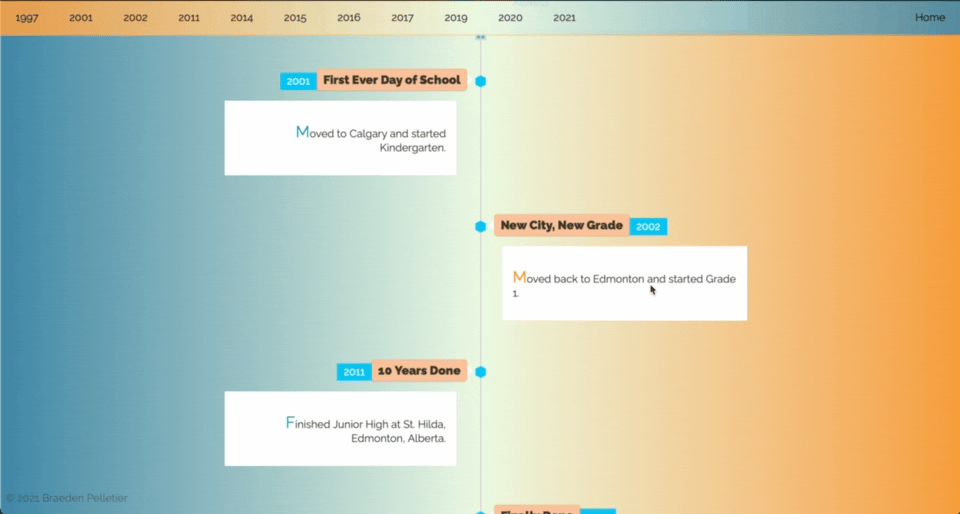 1997 2001 2002 2011 2014 2015 2016 2017 2019 2020 2021 Home
2001 First Ever Day of School
Moved to Calgary and started
Kindergarten.
New City, New Grade 2002
Moved back to Edmonton and started Grade
1.
2011 10 Years Done
Finished Junior High at St. Hilda,
Edmonton, Alberta.
© 2021 Braeden Pelletier
Finally Done